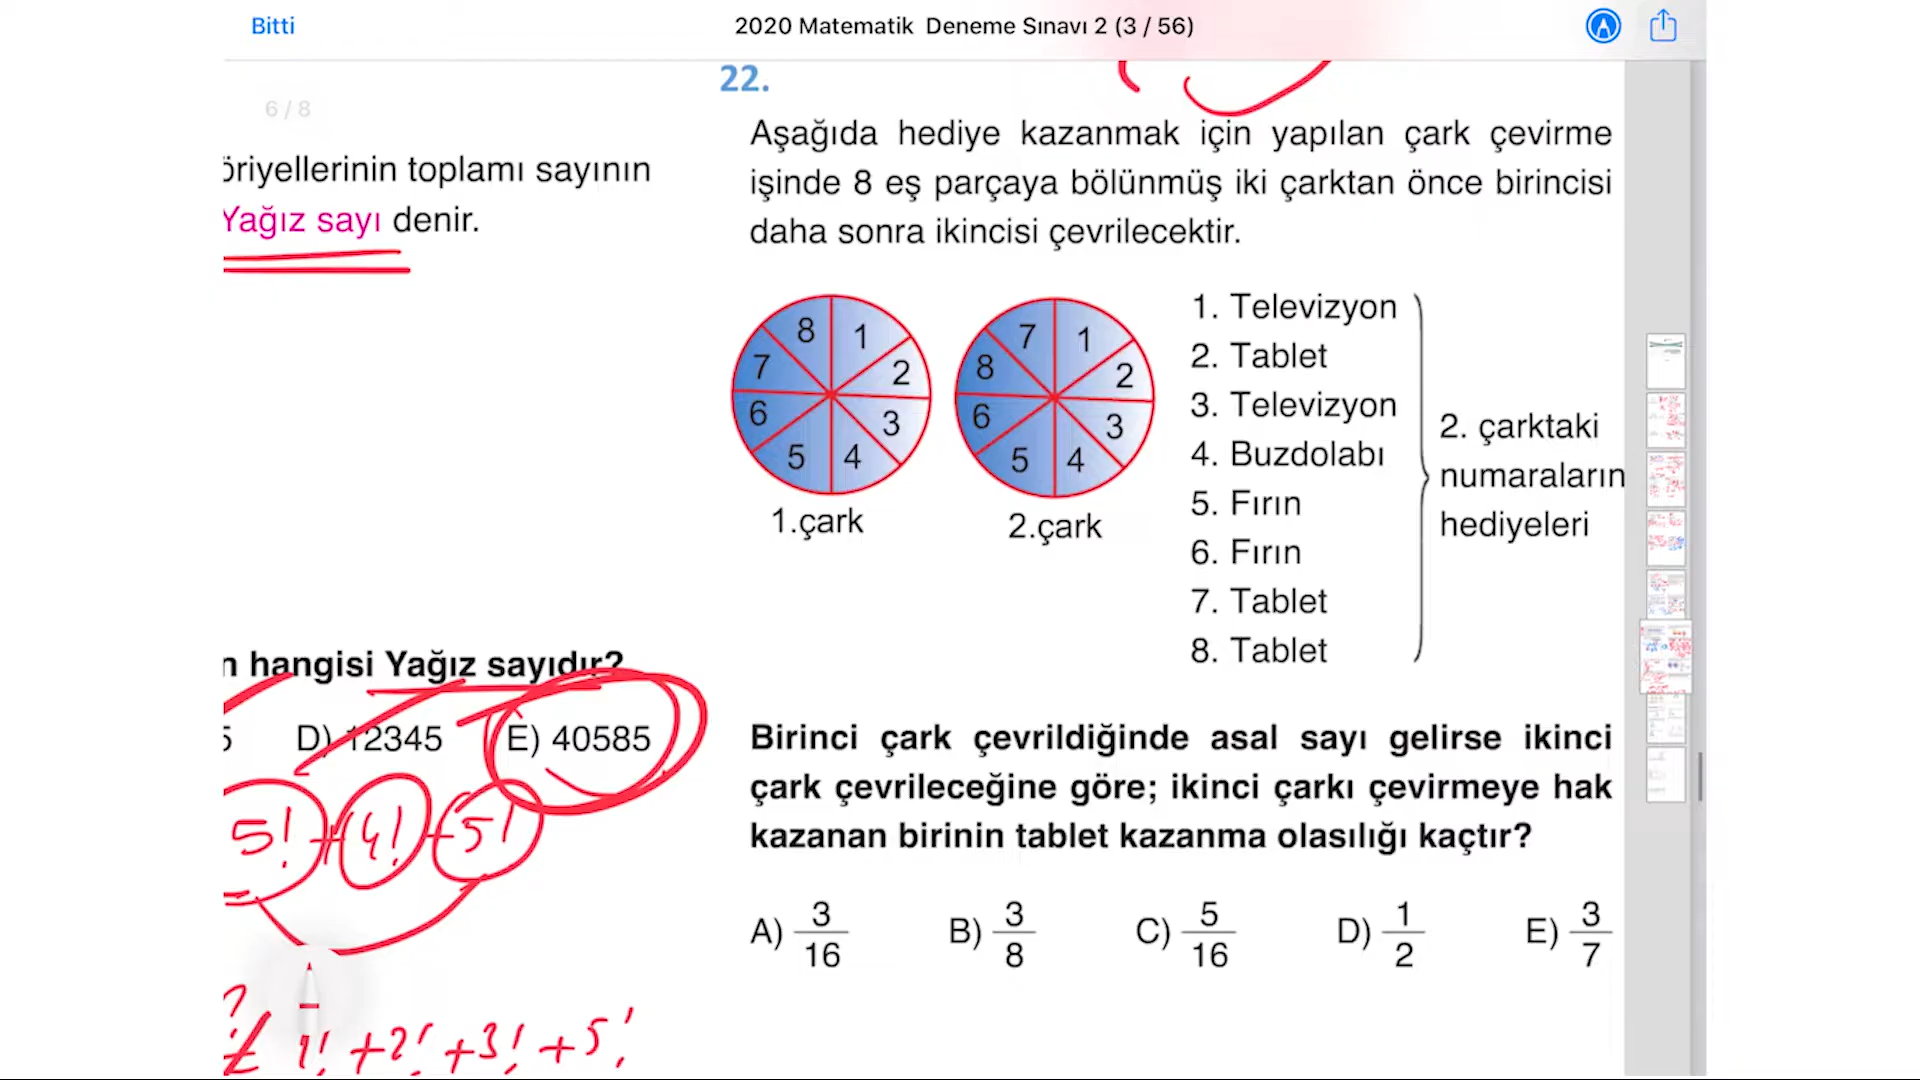 Bitti
2020 Matematik Deneme Sınavı 2 (3 / 56)
6 / 8
öriyellerinin toplamı sayının
Yağız sayı denir.
n hangisi Yağız sayıdır?
5 D) 12345 E) 40585
5! + 4! + 5!
1! + 2! + 3! + 5!
22.
Aşağıda hediye kazanmak için yapılan çark çevirme
işinde 8 eş parçaya bölünmüş iki çarktan önce birincisi
daha sonra ikincisi çevrilecektir.
8 1
7 2
6 3
5 4
1.çark
7 1
8 2
6 3
5 4
2.çark
1. Televizyon
2. Tablet
3. Televizyon
4. Buzdolabı
5. Fırın
6. Fırın
7. Tablet
8. Tablet
2. çarktaki
numaraların
hediyeleri
Birinci çark çevrildiğinde asal sayı gelirse ikinci
çark çevrileceğine göre; ikinci çarkı çevirmeye hak
kazanan birinin tablet kazanma olasılığı kaçtır?
A) 3/16 B) 3/8 C) 5/16 D) 1/2 E) 3/7